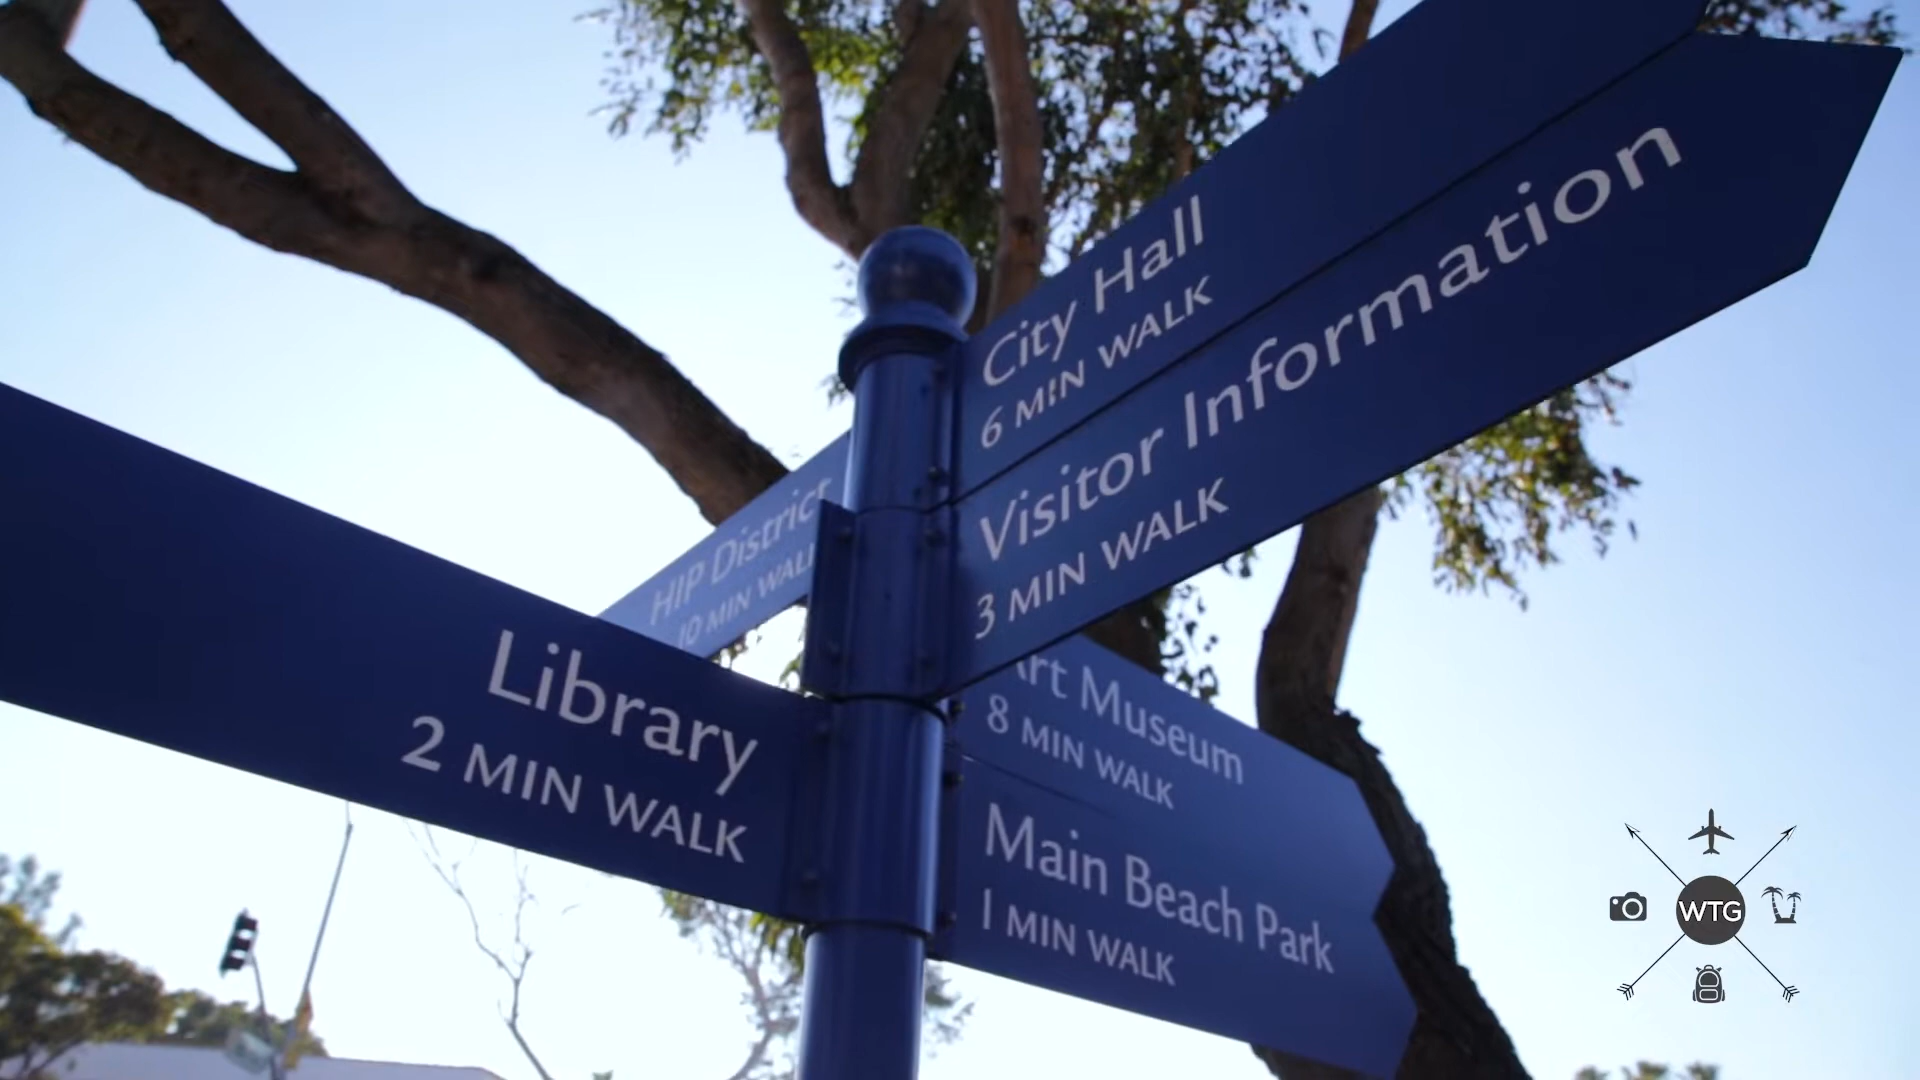 City Hall
6 MIN WALK
Visitor Information
3 MIN WALK
HIP District
10 MIN WALK
Library
2 MIN WALK
Art Museum
8 MIN WALK
Main Beach Park
1 MIN WALK
WTG